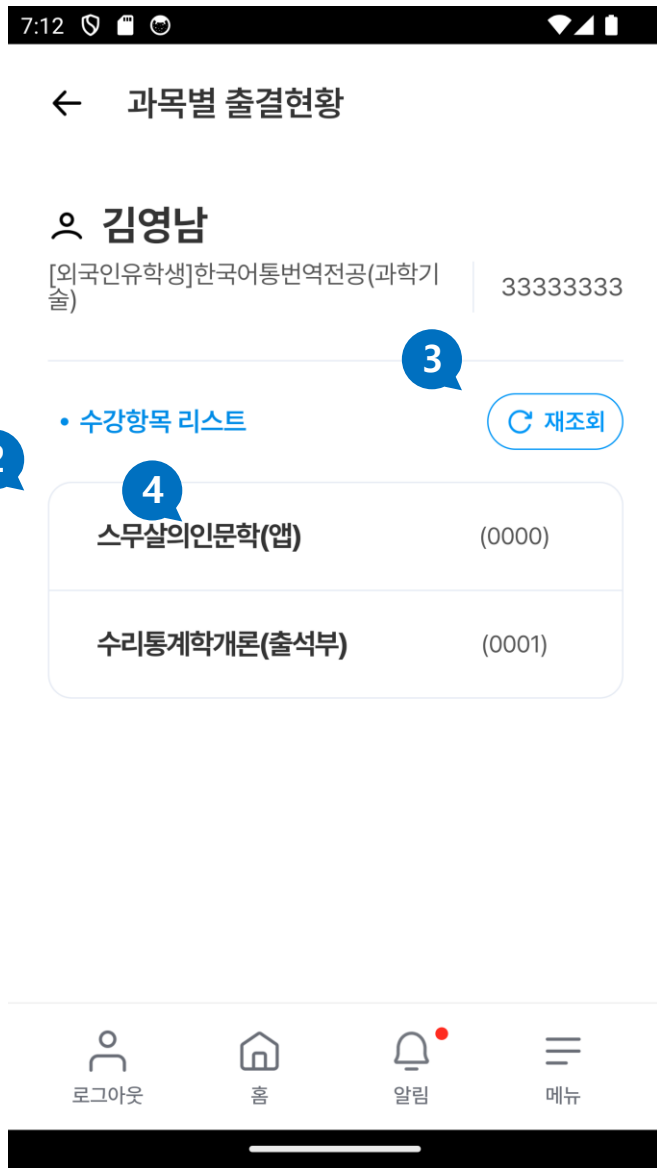 7:12
과목별 출결현황
김영남
[외국인유학생]한국어통번역전공(과학기
술)
33333333
3
• 수강항목 리스트
재조회
2
4
스무살의인문학(앱)
(0000)
수리통계학개론(출석부)
(0001)
로그아웃
홈
알림
메뉴